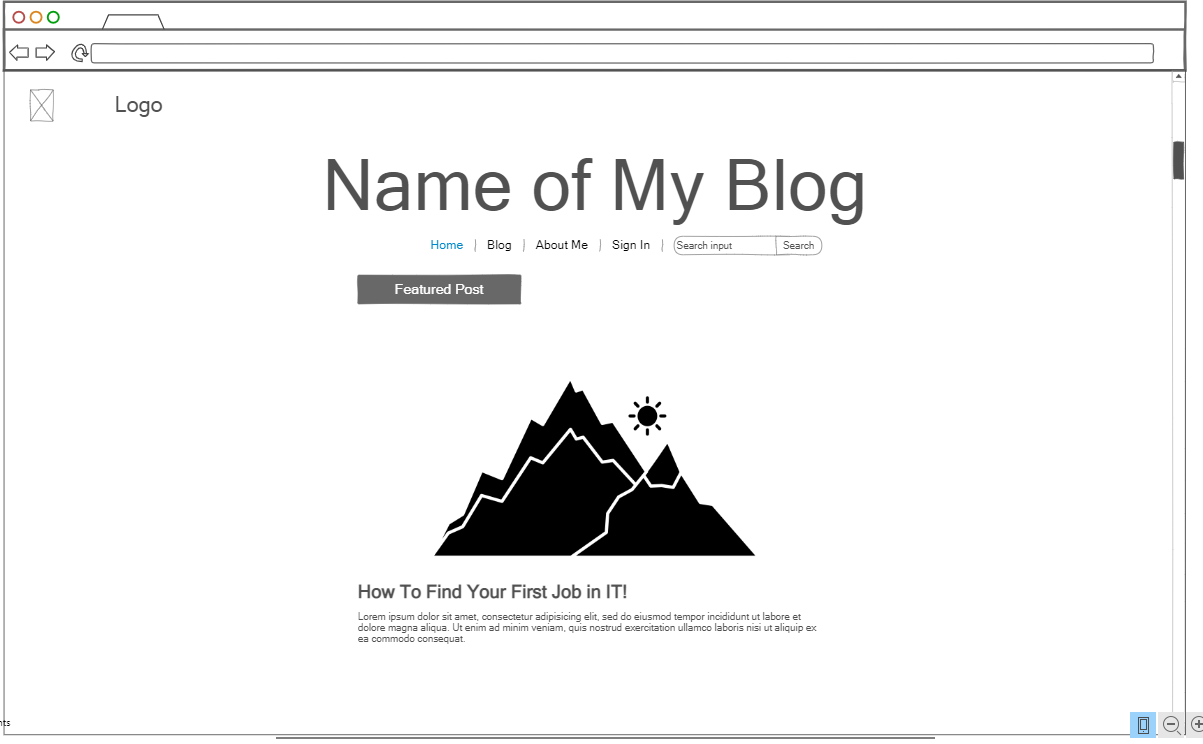 Logo
Name of My Blog
Home | Blog | About Me | Sign In | Search input Search
Featured Post
How To Find Your First Job in IT!
Lorem ipsum dolor sit amet, consectetur adipisicing elit, sed do eiusmod tempor incididunt ut labore et
dolore magna aliqua. Ut enim ad minim veniam, quis nostrud exercitation ullamco laboris nisi ut aliquip ex
ea commodo consequat.